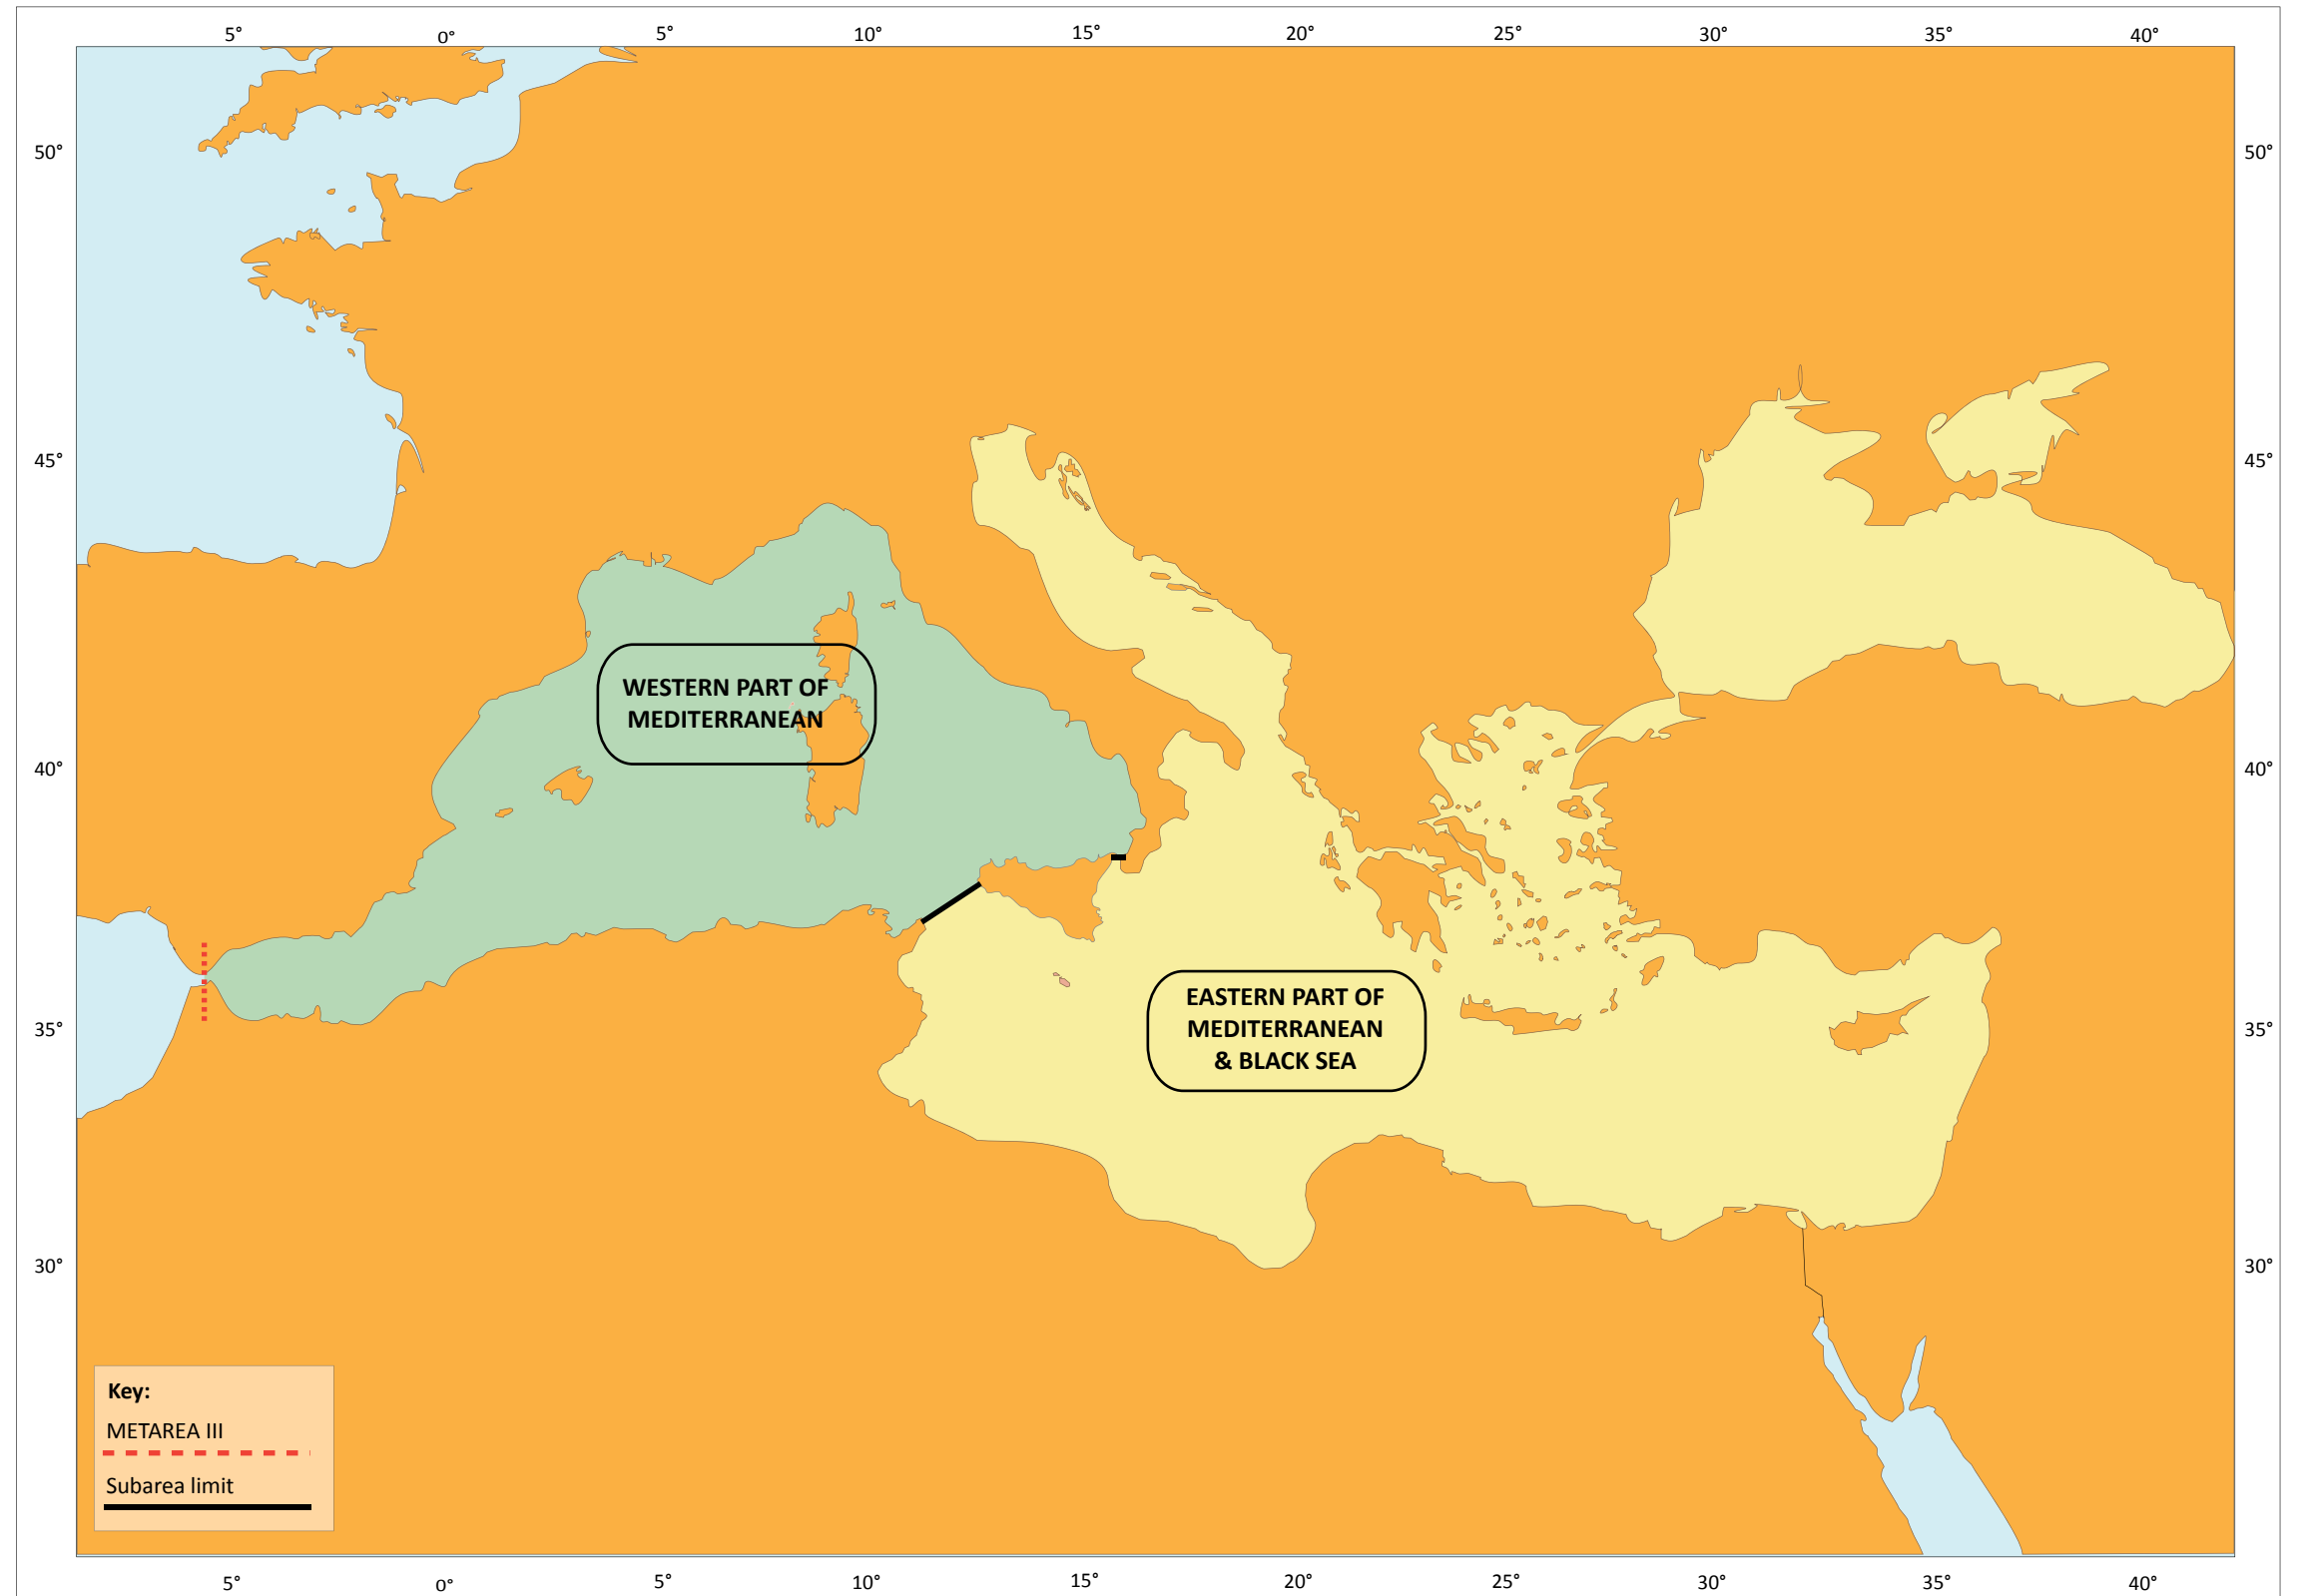 5° 0° 5° 10° 15° 20° 25° 30° 35° 40°
50° 50°
45° 45°
WESTERN PART OF
MEDITERRANEAN
40° 40°
EASTERN PART OF
MEDITERRANEAN
& BLACK SEA
35° 35°
30° 30°
Key:
METAREA III
Subarea limit
5° 0° 5° 10° 15° 20° 25° 30° 35° 40°